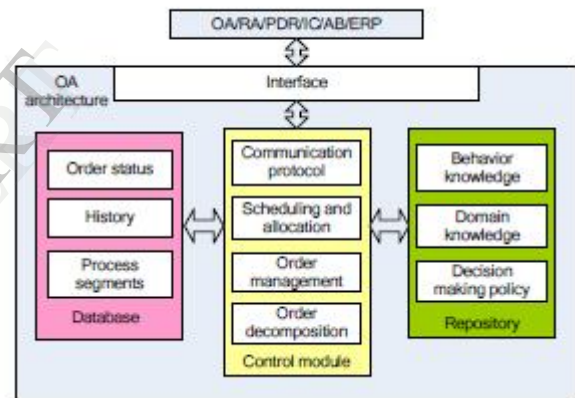 OA/RA/PDR/IC/AB/ERP
OA
architecture
Interface
Order status
History
Process
segments
Database
Communication
protocol
Scheduling and
allocation
Order
management
Order
decomposition
Control module
Behavior
knowledge
Domain
knowledge
Decision
making policy
Repository